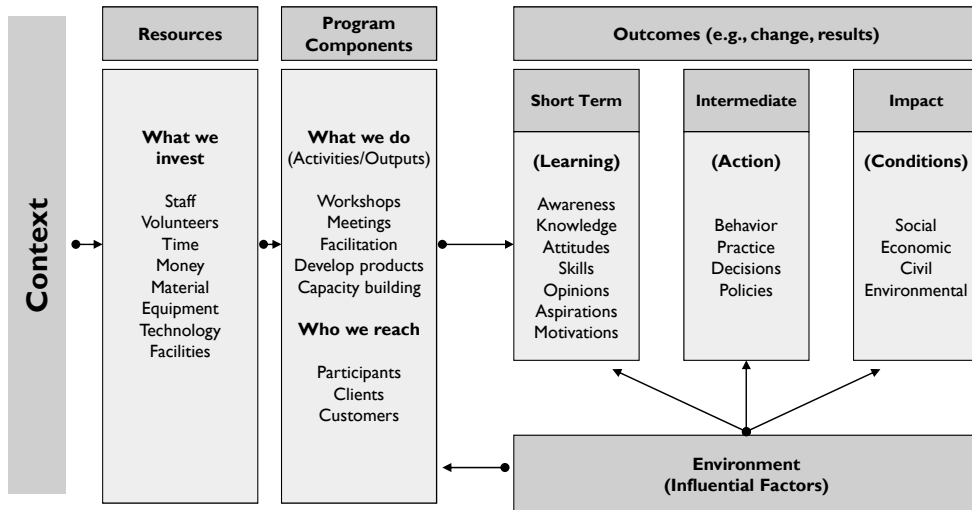 Context
Resources
What we
invest
Staff
Volunteers
Time
Money
Material
Equipment
Technology
Facilities
Program
Components
What we do
(Activities/Outputs)
Workshops
Meetings
Facilitation
Develop products
Capacity building
Who we reach
Participants
Clients
Customers
Outcomes (e.g., change, results)
Short Term
(Learning)
Awareness
Knowledge
Attitudes
Skills
Opinions
Aspirations
Motivations
Intermediate
(Action)
Behavior
Practice
Decisions
Policies
Impact
(Conditions)
Social
Economic
Civil
Environmental
Environment
(Influential Factors)